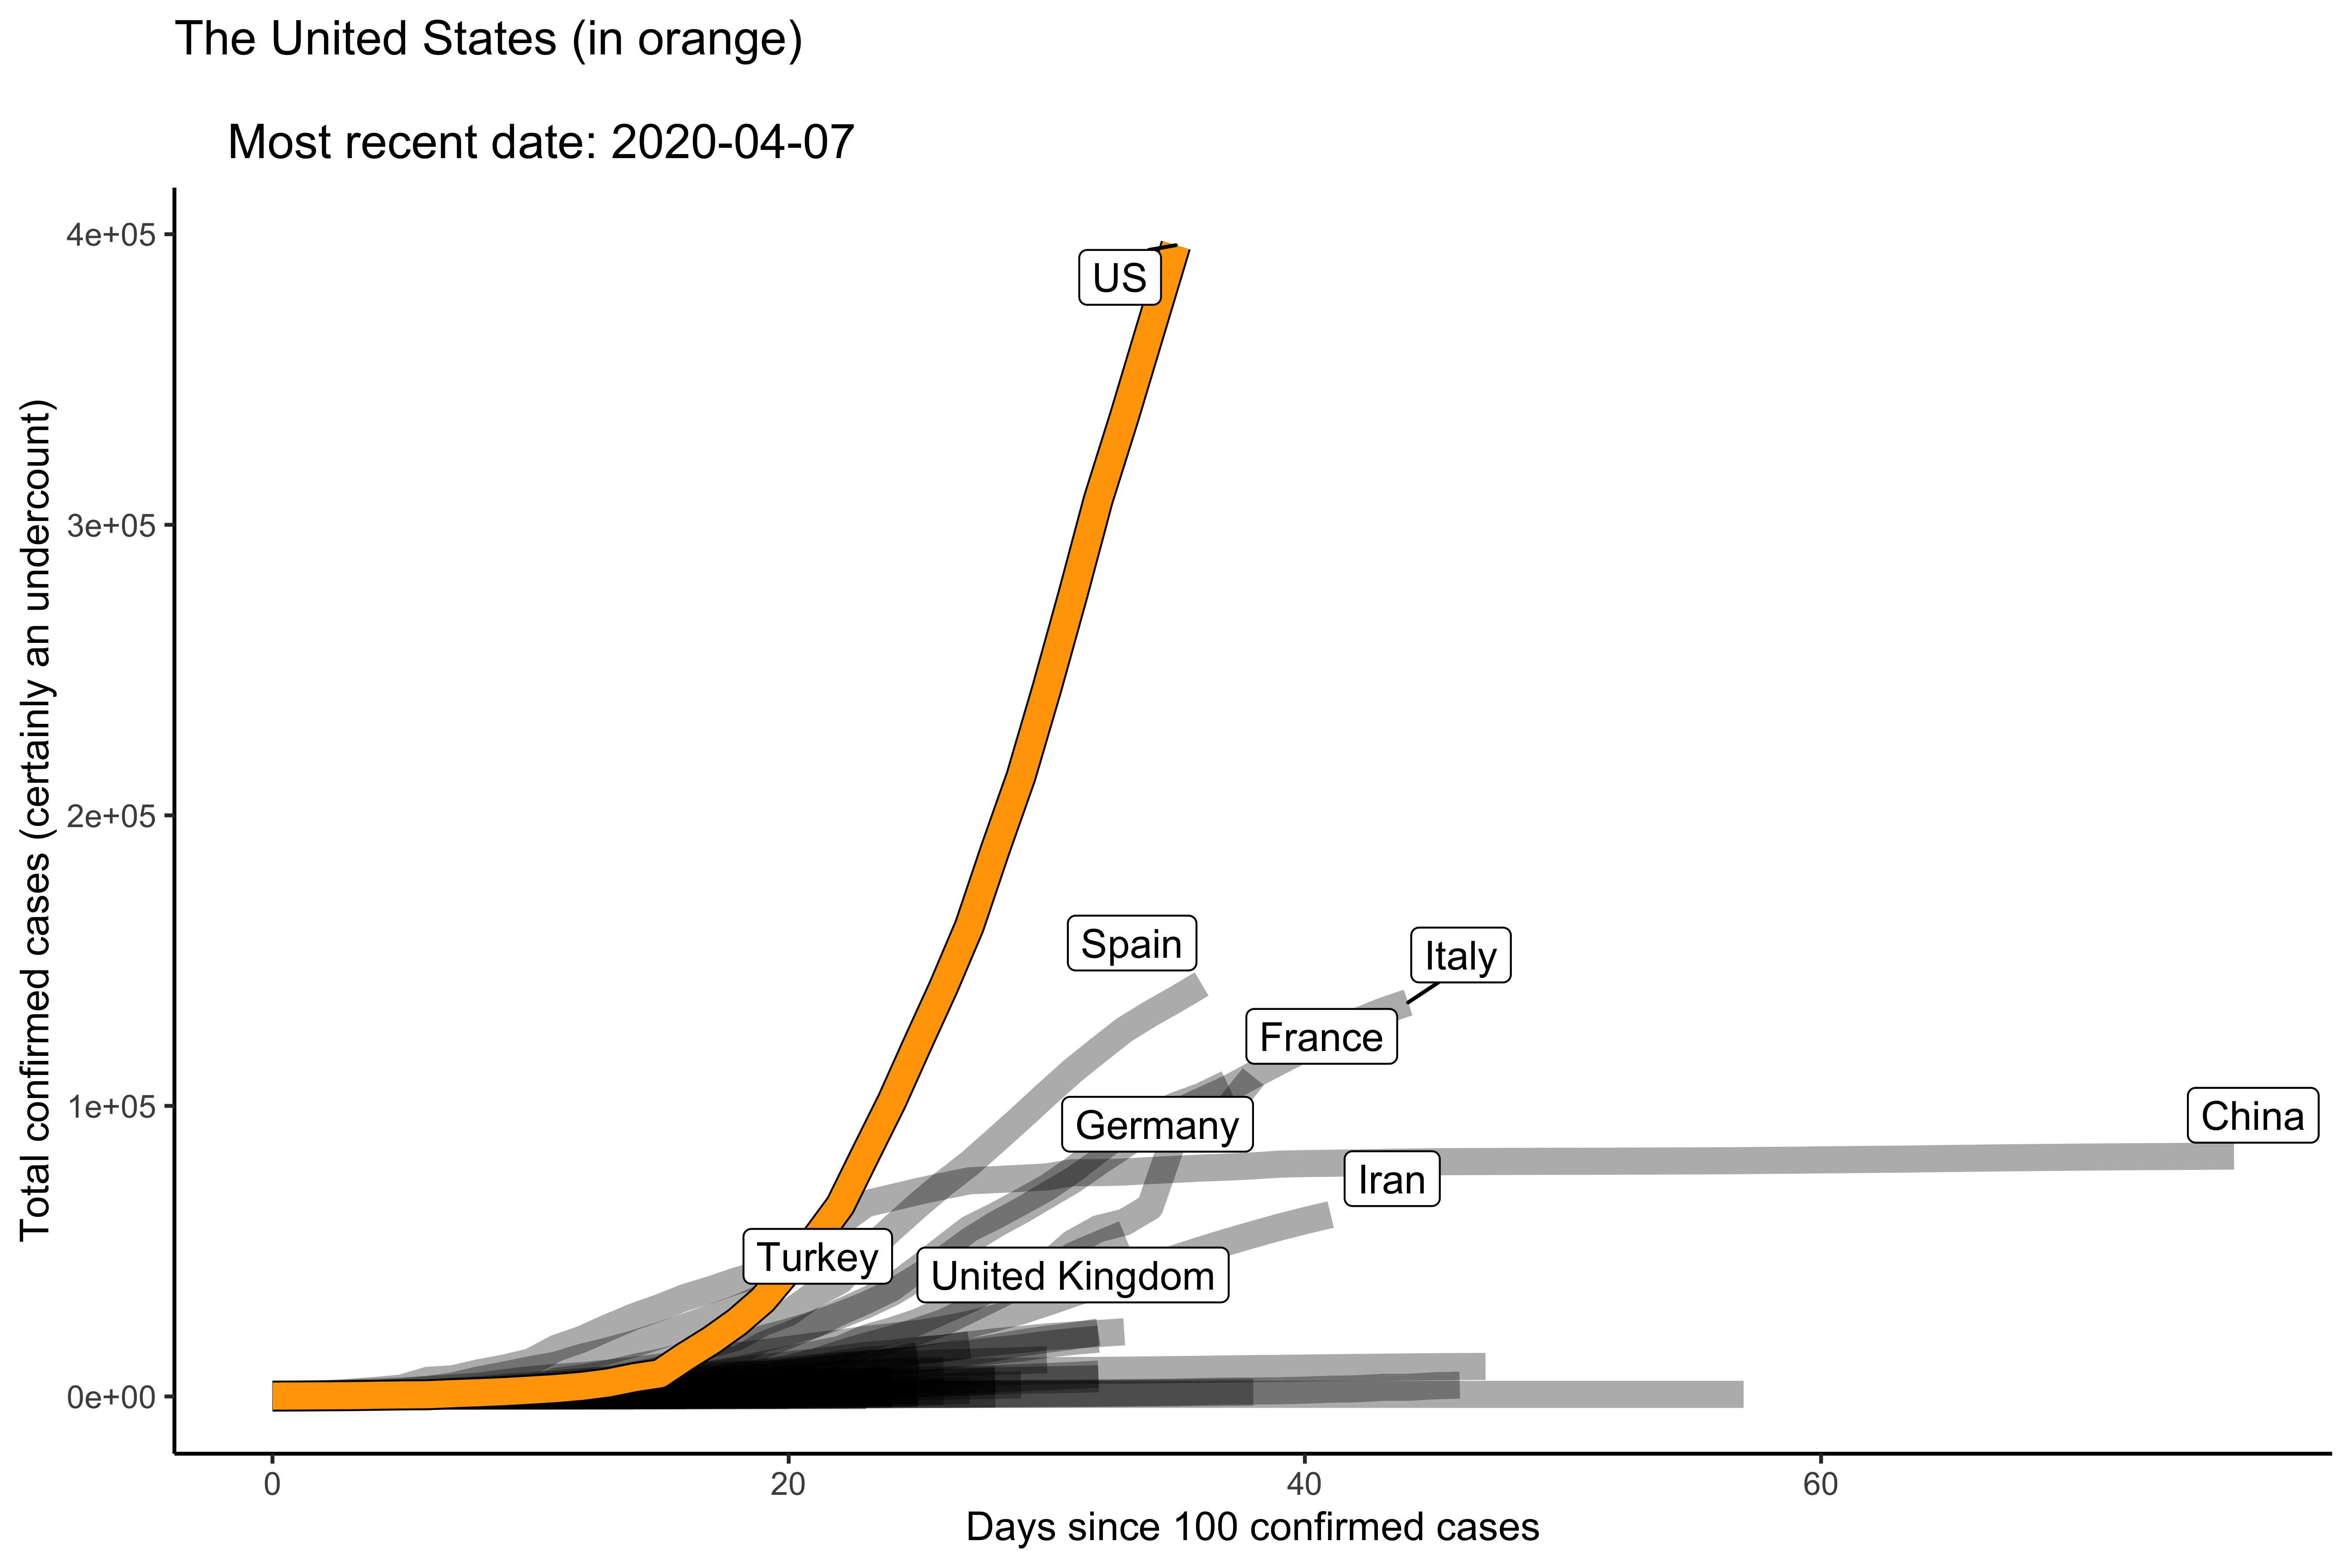 The United States (in orange)
Most recent date: 2020-04-07
Total confirmed cases (certainly an undercount)
4e+05
3e+05
2e+05
1e+05
0e+00
US
Spain
Italy
France
Germany
China
Iran
Turkey
United Kingdom
0
20
40
60
Days since 100 confirmed cases